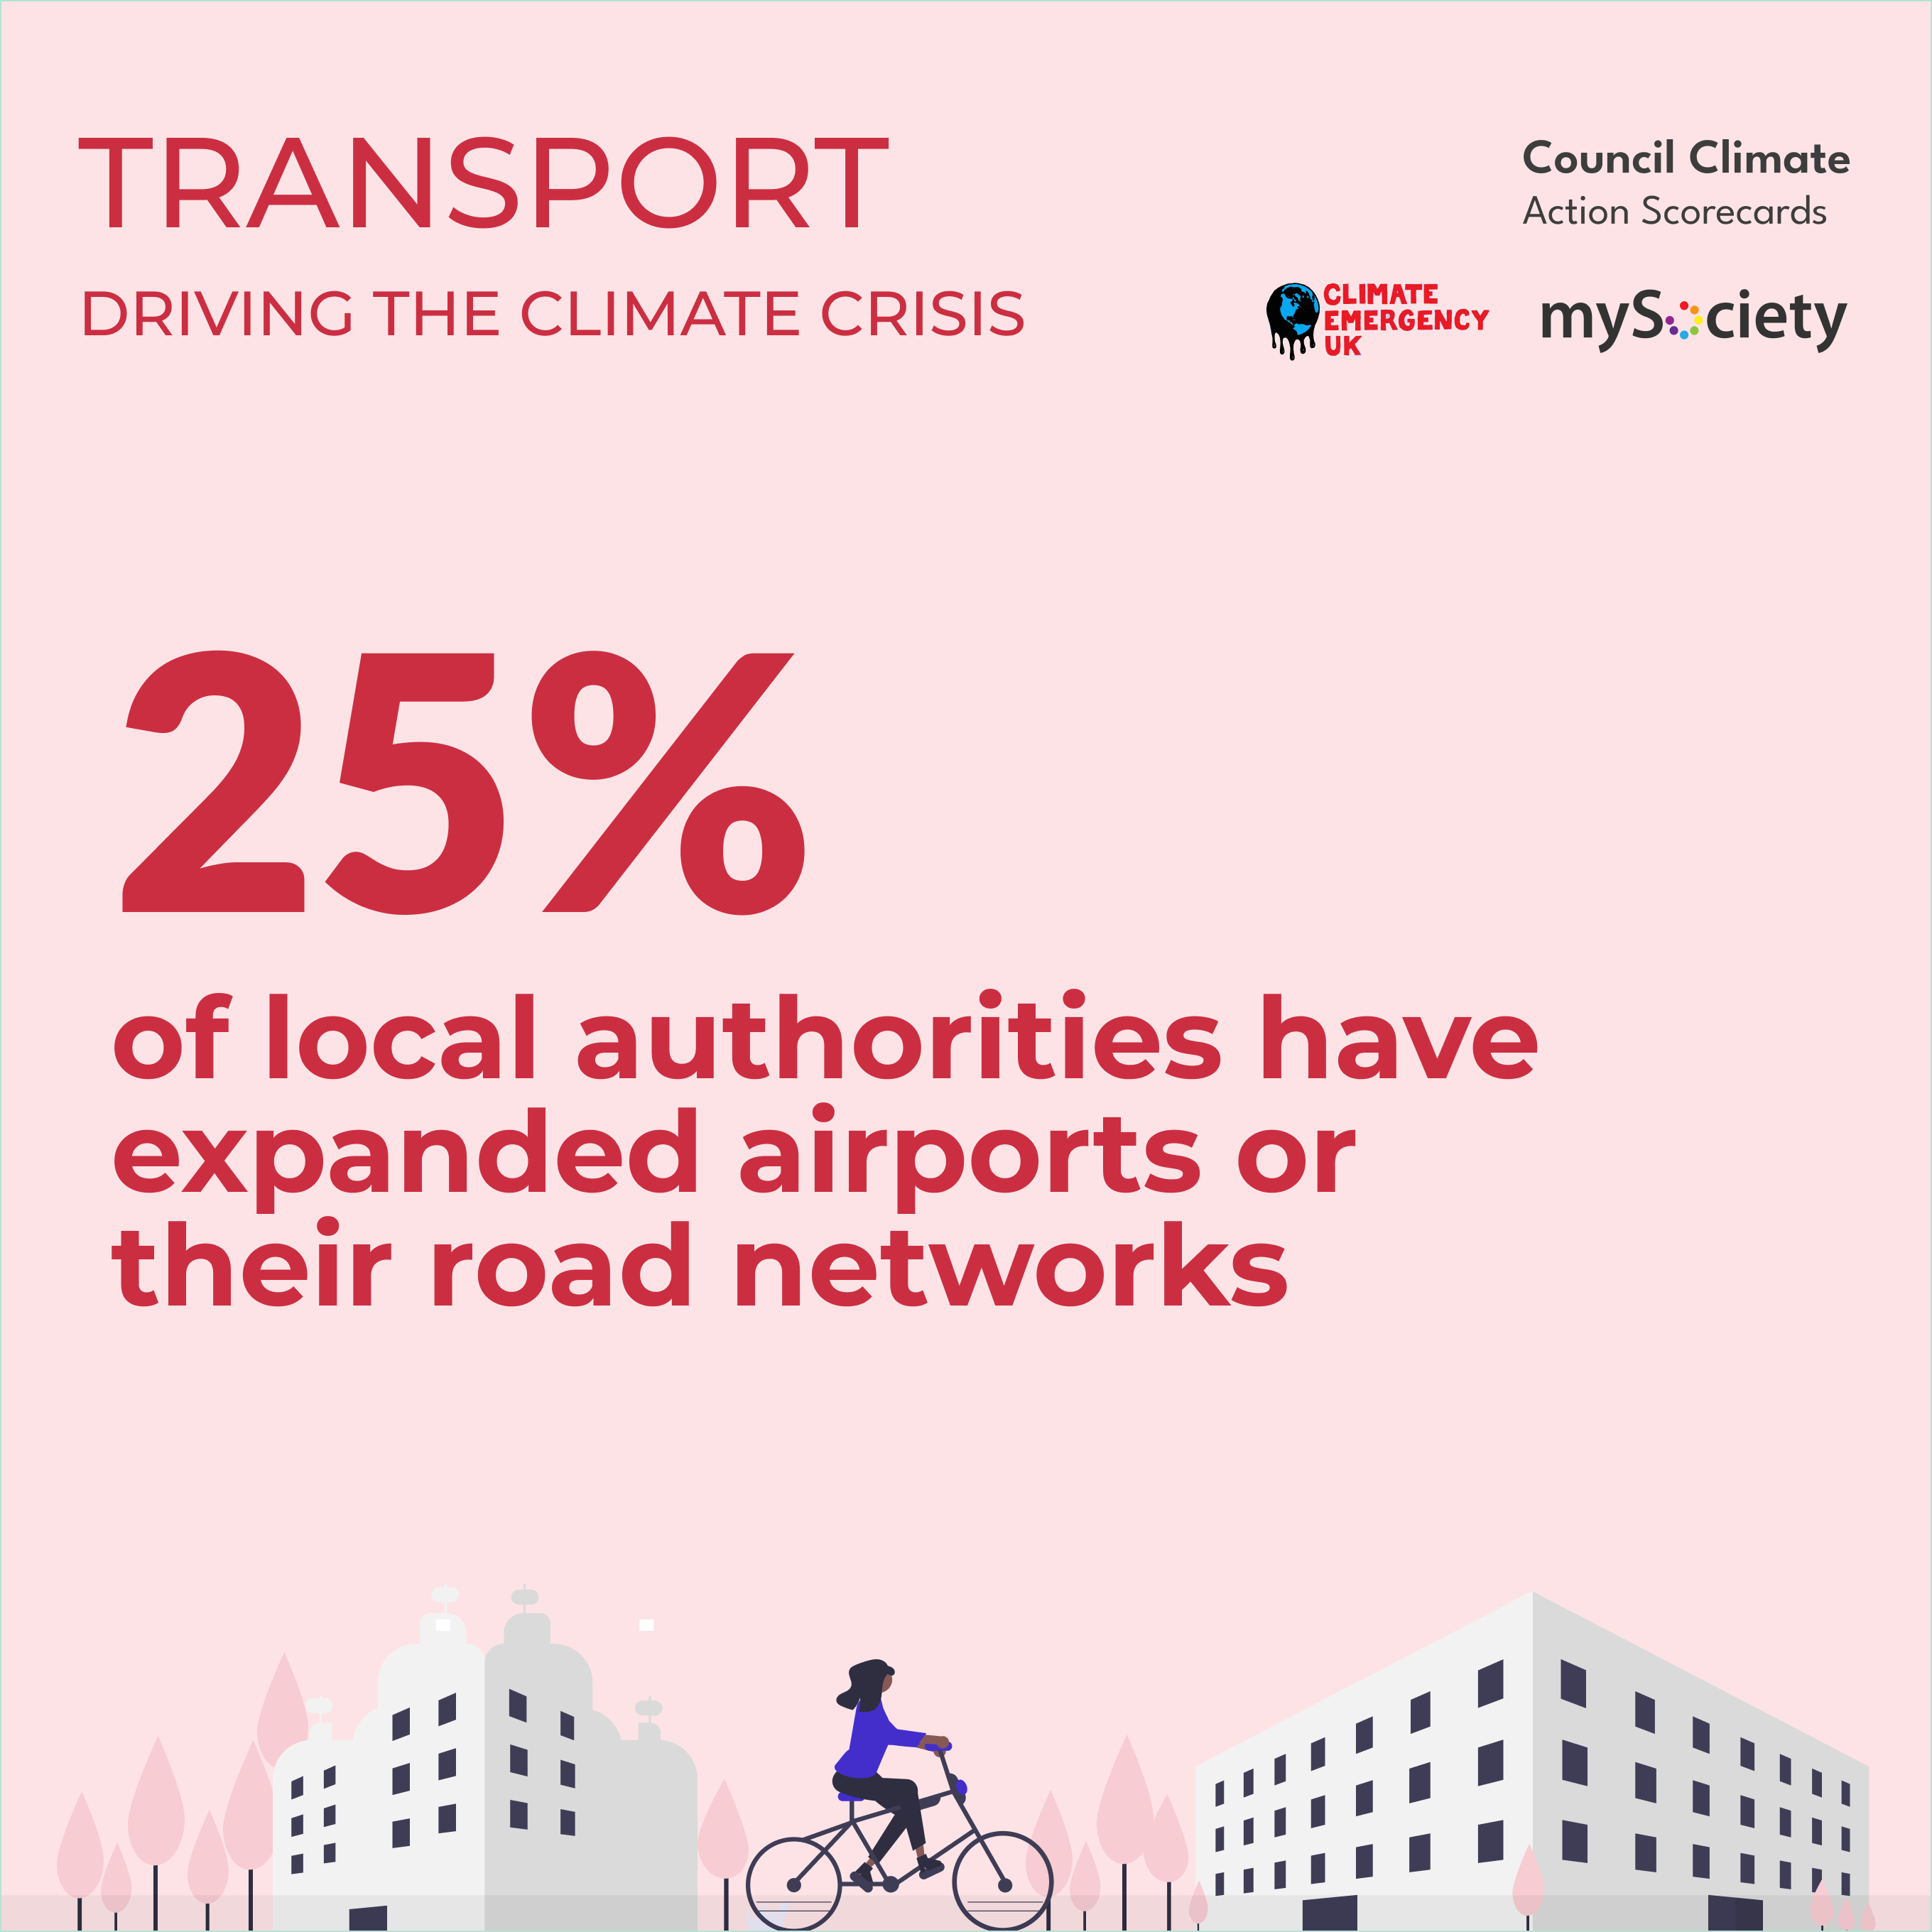 TRANSPORT
DRIVING THE CLIMATE CRISIS
Council Climate
Action Scorecards
CLIMATE
EMERGENCY
UK
mySociety
25%
of local authorities have
expanded airports or
their road networks